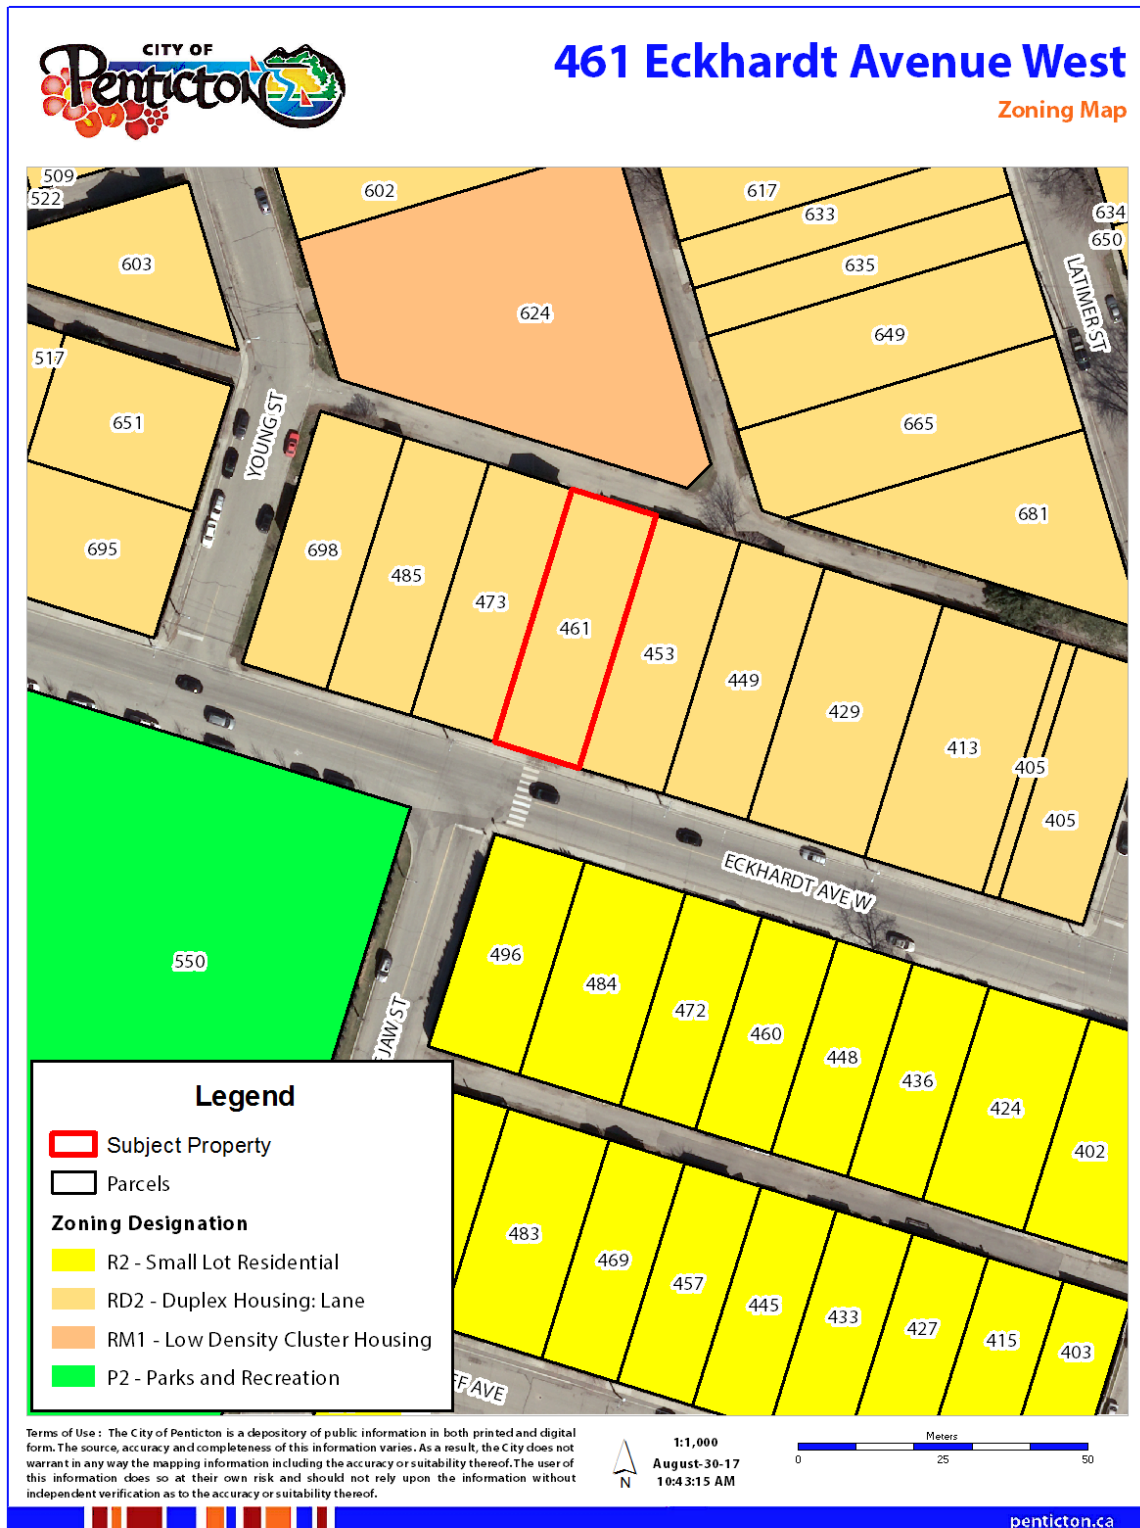 CITY OF
Penticton
461 Eckhardt Avenue West
Zoning Map
509
522
602
617
633
634
650
603
624
635
LATIMER ST
649
517
651
YOUNG ST
665
681
695
698
485
473
461
453
449
429
413
405
405
ECKHARDT AVE W
550
496
484
472
460
448
436
424
402
EJAW ST
483
469
457
445
433
427
415
403
FF AVE
Legend
Subject Property
Parcels
Zoning Designation
R2 - Small Lot Residential
RD2 - Duplex Housing: Lane
RM1 - Low Density Cluster Housing
P2 - Parks and Recreation
Terms of Use : The City of Penticton is a depository of public information in both printed and digital
form. The source, accuracy and completeness of this information varies. As a result, the City does not
warrant in any way the mapping information including the accuracy or suitability thereof. The user of
this information does so at their own risk and should not rely upon the information without
independent verification as to the accuracy or suitability thereof.
N
1:1,000
August-30-17
10:43:15 AM
Meters
0 25 50
penticton.ca